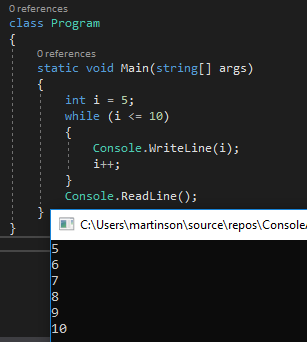 0 references
class Program
{
0 references
static void Main(string[] args)
{
int i = 5;
while (i <= 10)
{
Console.WriteLine(i);
i++;
}
Console.ReadLine();
}
}
C:\Users\martinson\source\repos\Console
5
6
7
8
9
10